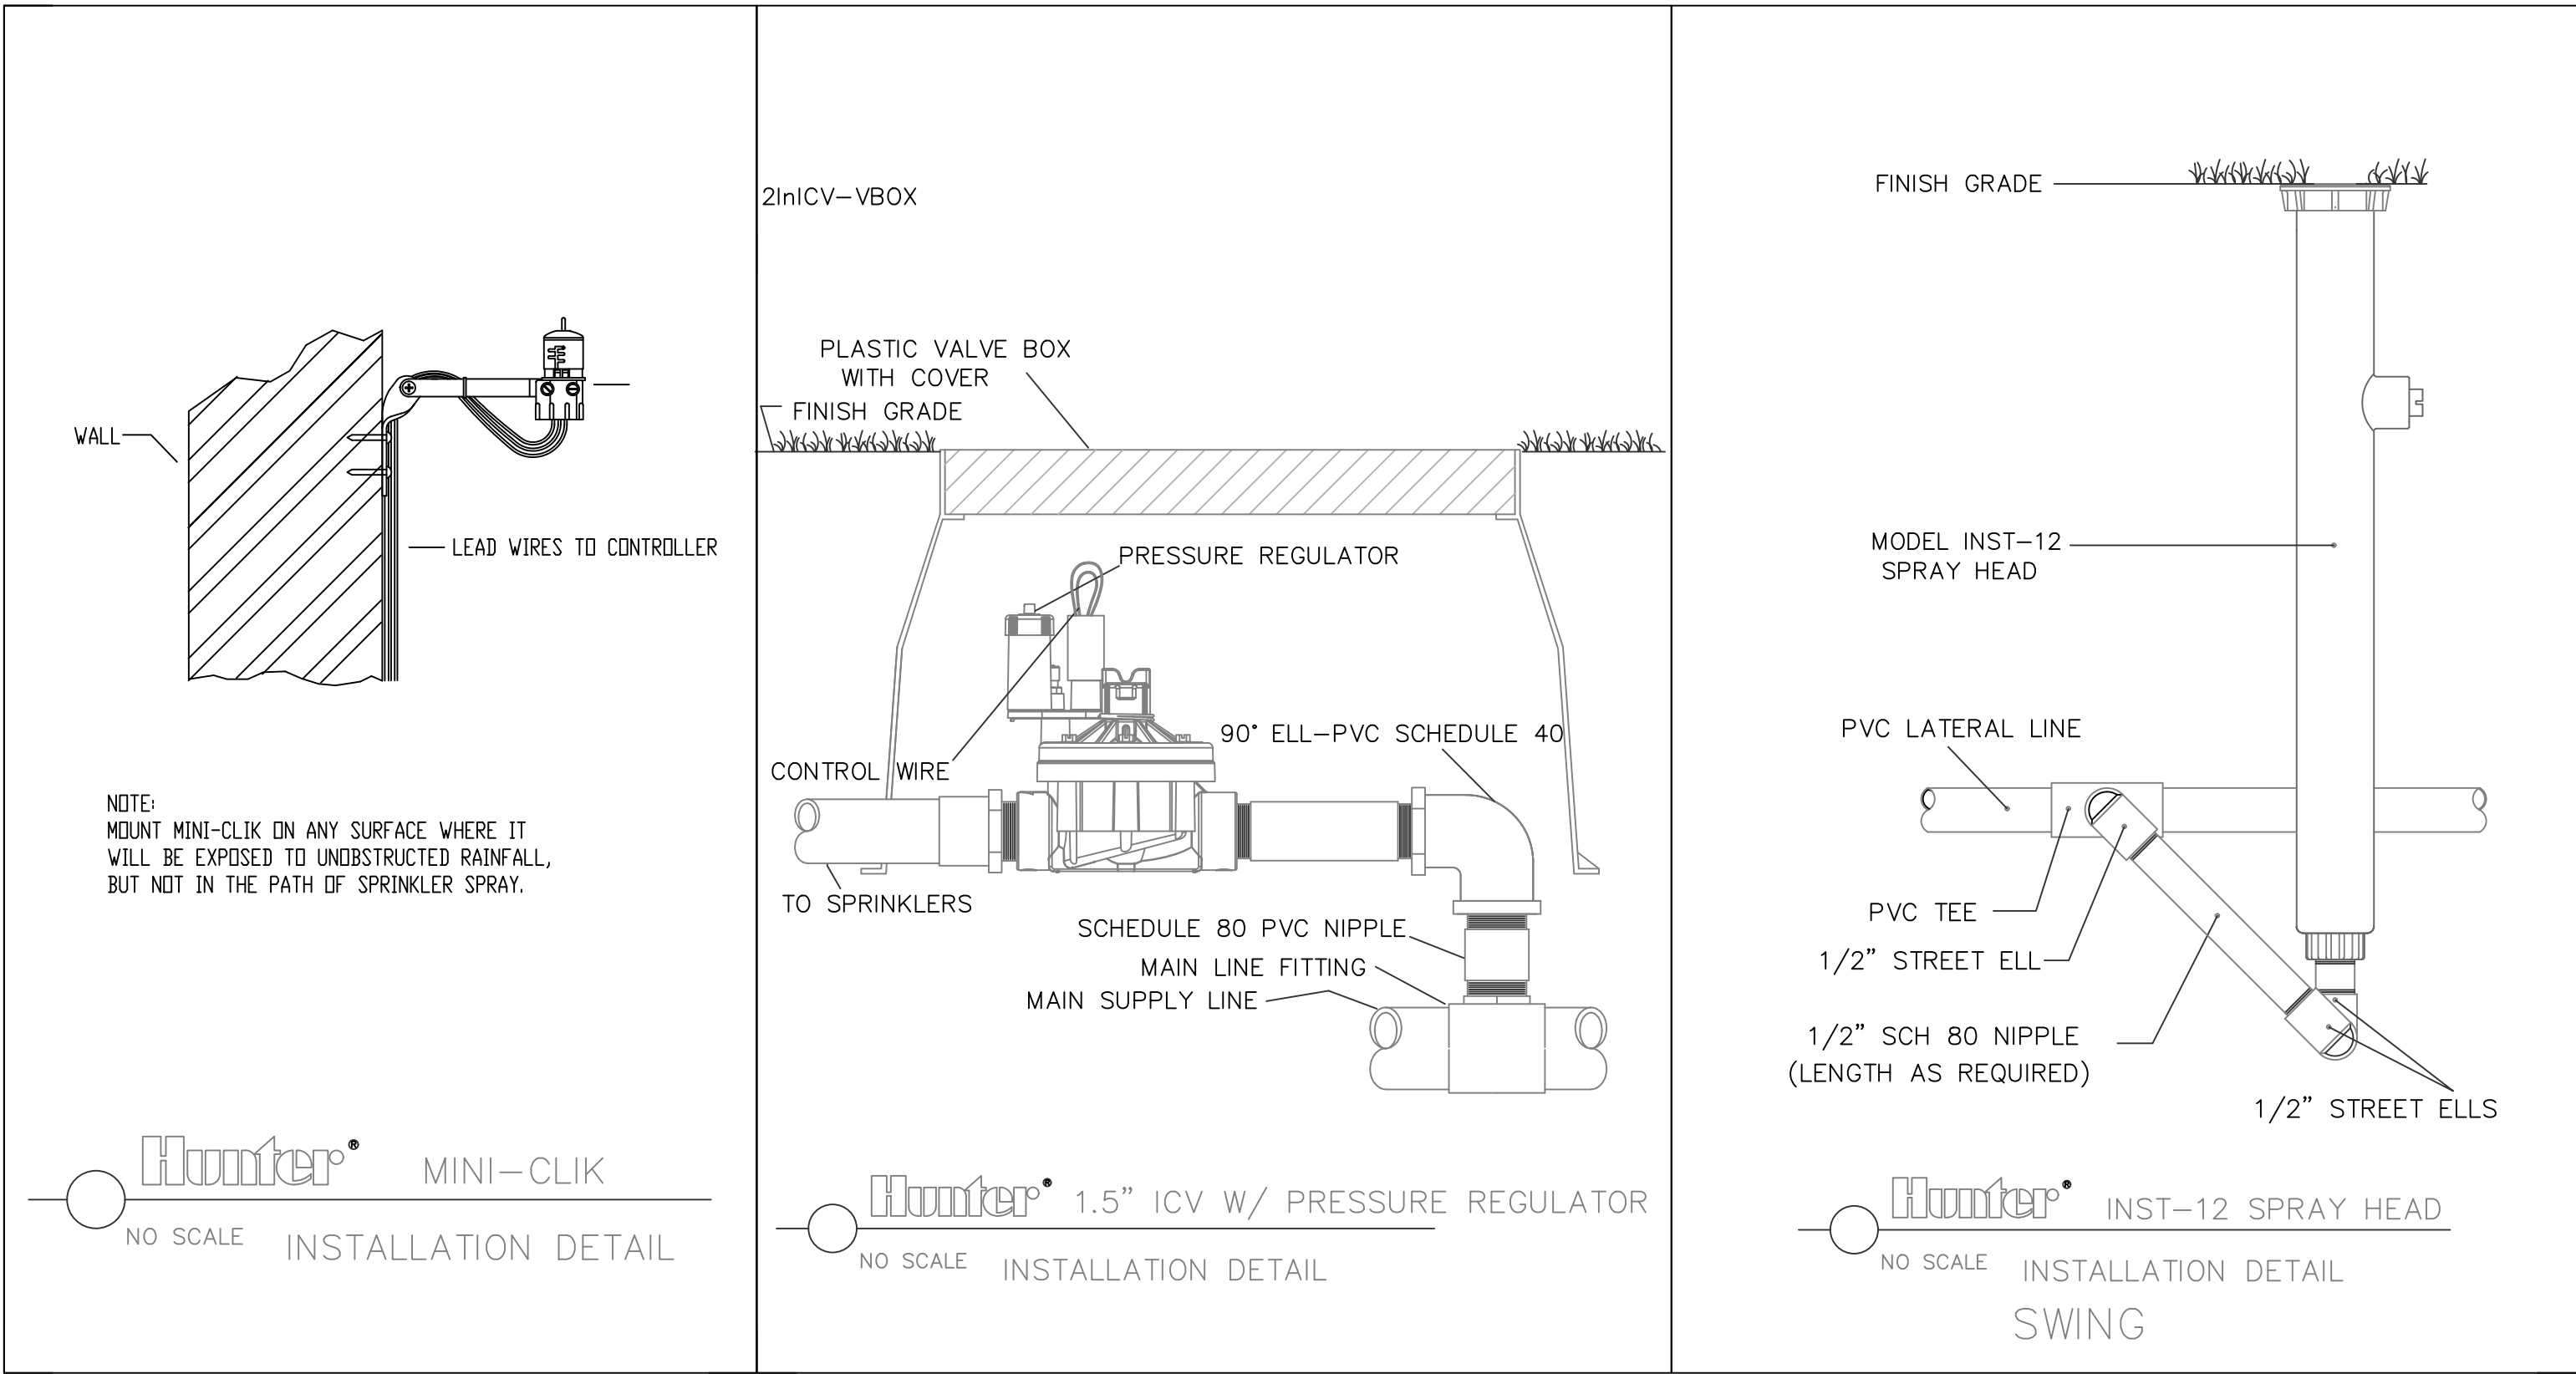 WALL
LEAD WIRES TO CONTROLLER
NOTE:
MOUNT MINI-CLIK ON ANY SURFACE WHERE IT
WILL BE EXPOSED TO UNOBSTRUCTED RAINFALL,
BUT NOT IN THE PATH OF SPRINKLER SPRAY.
Hunter® MINI-CLIK
NO SCALE INSTALLATION DETAIL
2InICV-VBOX
PLASTIC VALVE BOX
WITH COVER
FINISH GRADE
PRESSURE REGULATOR
90° ELL-PVC SCHEDULE 40
CONTROL WIRE
TO SPRINKLERS
SCHEDULE 80 PVC NIPPLE
MAIN LINE FITTING
MAIN SUPPLY LINE
Hunter® 1.5" ICV W/ PRESSURE REGULATOR
NO SCALE INSTALLATION DETAIL
FINISH GRADE
MODEL INST-12
SPRAY HEAD
PVC LATERAL LINE
PVC TEE
1/2" STREET ELL
1/2" SCH 80 NIPPLE
(LENGTH AS REQUIRED)
1/2" STREET ELLS
Hunter® INST-12 SPRAY HEAD
NO SCALE INSTALLATION DETAIL
SWING